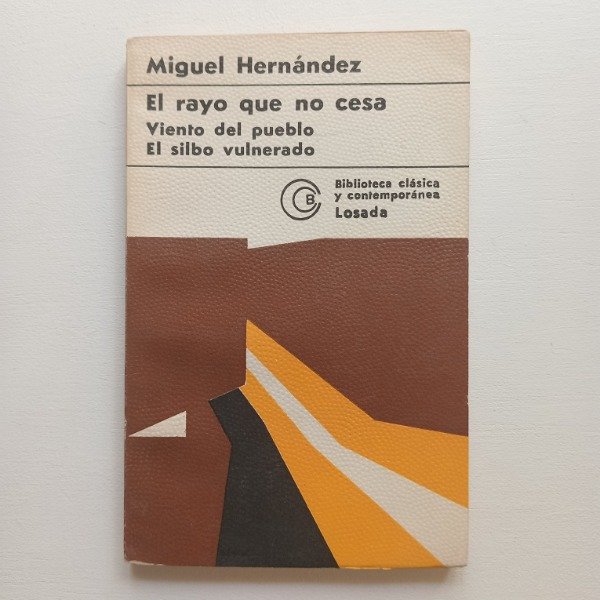 Miguel Hernández
El rayo que no cesa
Viento del pueblo
El silbo vulnerado
B
Biblioteca clásica
y contemporánea
Losada